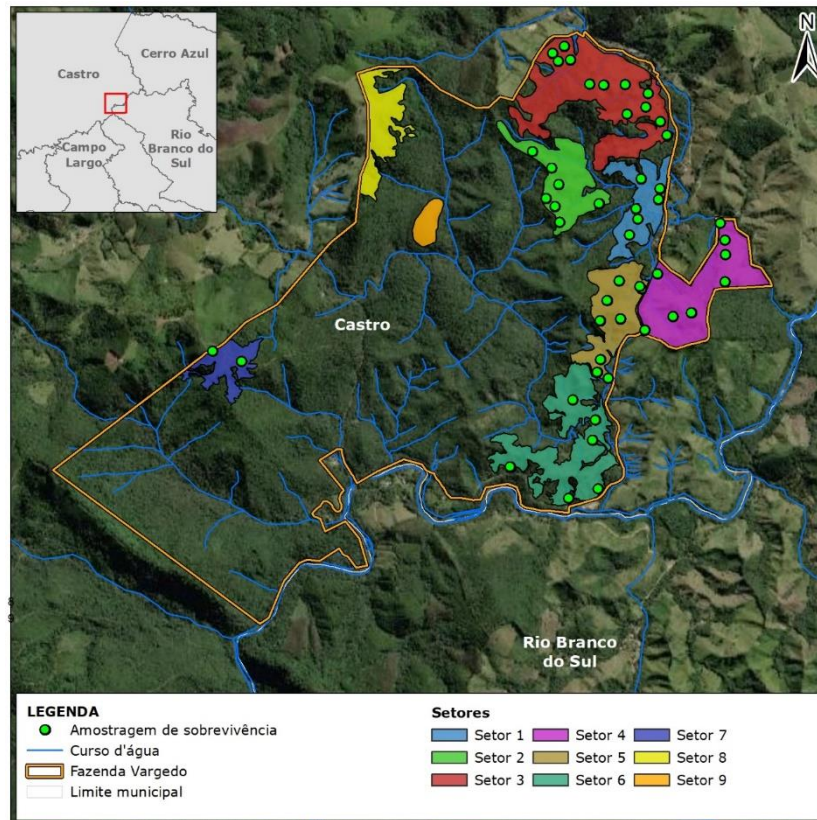 Cerro Azul
Castro
Rio
Branco
do Sul
Campo
Largo
N
Castro
Rio Branco
do Sul
LEGENDA
Amostragem de sobrevivência
Curso d'água
Fazenda Vargedo
Limite municipal
Setores
Setor 1
Setor 2
Setor 3
Setor 4
Setor 5
Setor 6
Setor 7
Setor 8
Setor 9